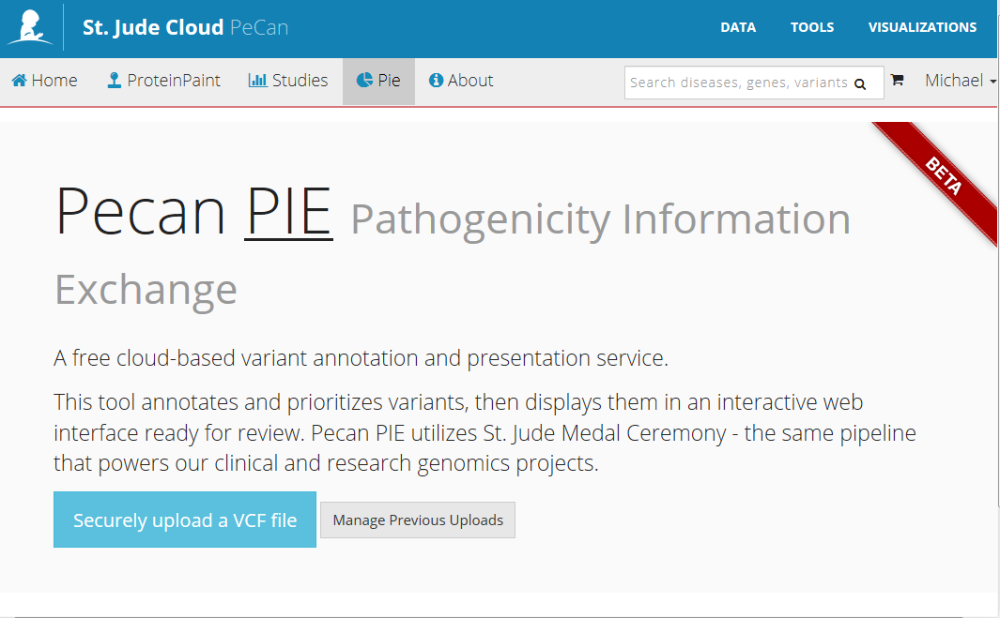 St. Jude Cloud PeCan
DATA TOOLS VISUALIZATIONS
Home ProteinPaint Studies Pie About
Search diseases, genes, variants
Michael
BETA
Pecan PIE Pathogenicity Information
Exchange
A free cloud-based variant annotation and presentation service.
This tool annotates and prioritizes variants, then displays them in an interactive web
interface ready for review. Pecan PIE utilizes St. Jude Medal Ceremony - the same pipeline
that powers our clinical and research genomics projects.
Securely upload a VCF file
Manage Previous Uploads